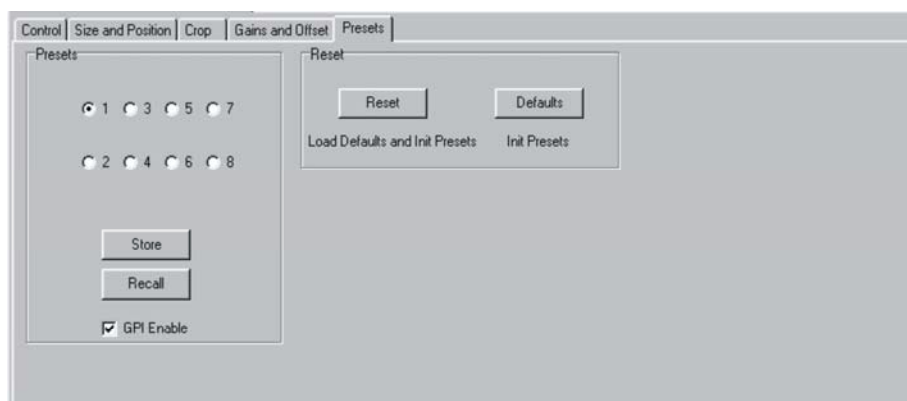 Control Size and Position Crop Gains and Offset Presets
Presets
1 3 5 7
2 4 6 8
Store
Recall
GPI Enable
Reset
Reset Defaults
Load Defaults and Init Presets Init Presets